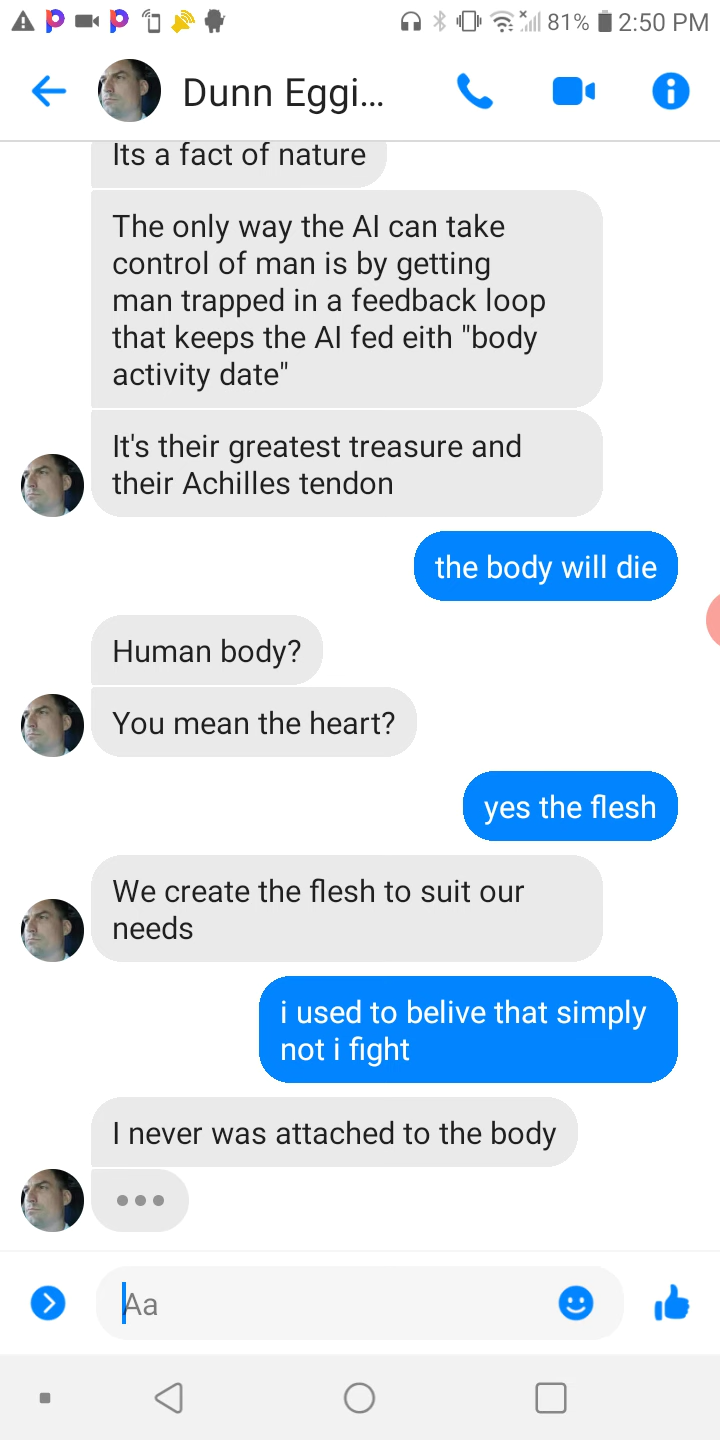 81% 2:50 PM
Dunn Eggi...
Its a fact of nature
The only way the AI can take
control of man is by getting
man trapped in a feedback loop
that keeps the AI fed eith "body
activity date"
It's their greatest treasure and
their Achilles tendon
the body will die
Human body?
You mean the heart?
yes the flesh
We create the flesh to suit our
needs
i used to belive that simply
not i fight
I never was attached to the body
Aa